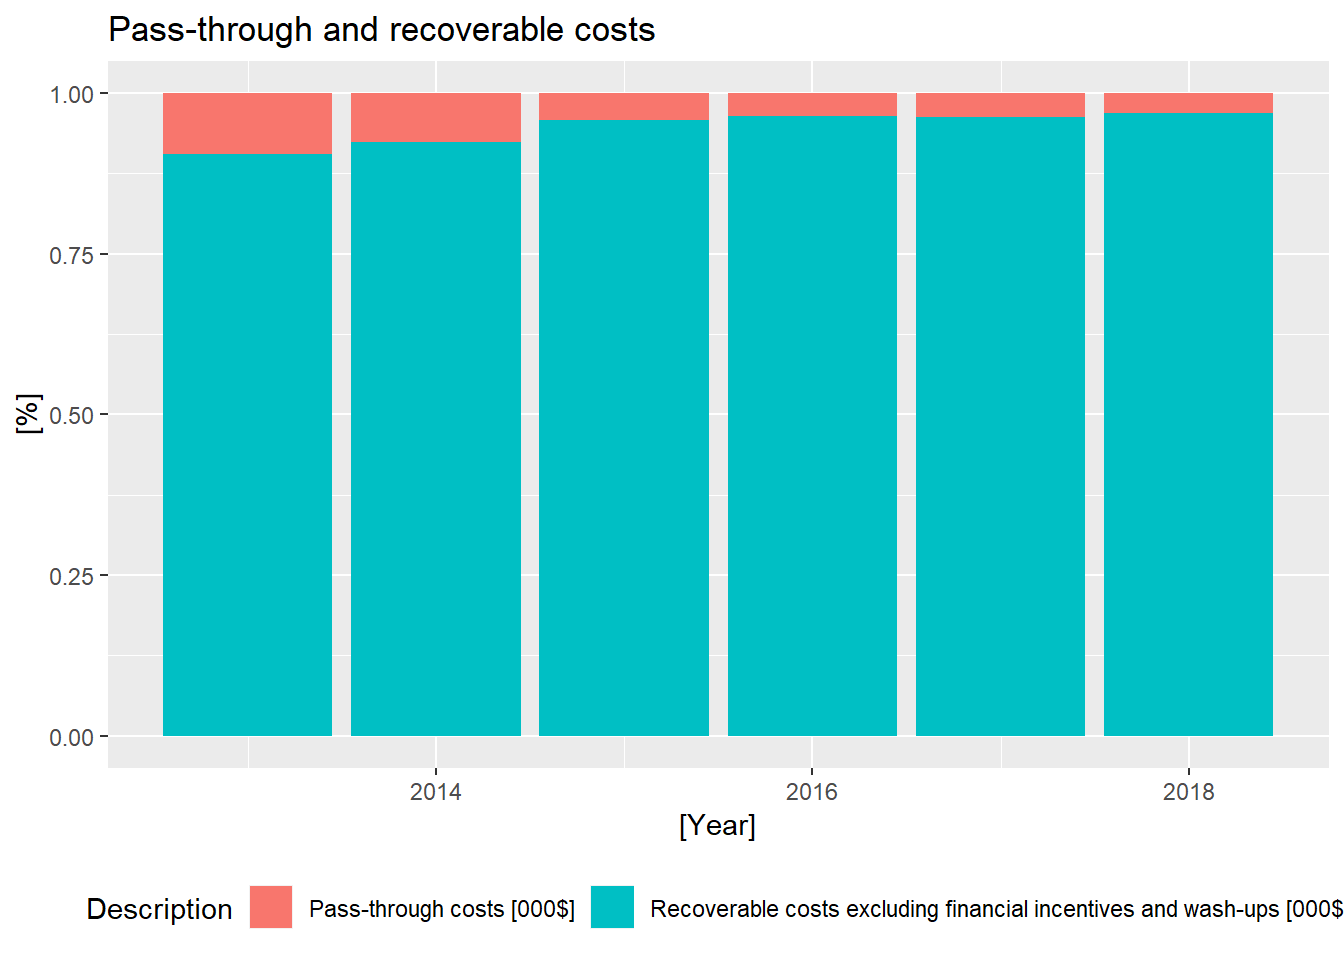 Pass-through and recoverable costs
1.00
0.75
0.50
0.25
0.00
[%]
2014 2016 2018
[Year]
Description Pass-through costs [000$] Recoverable costs excluding financial incentives and wash-ups [000$